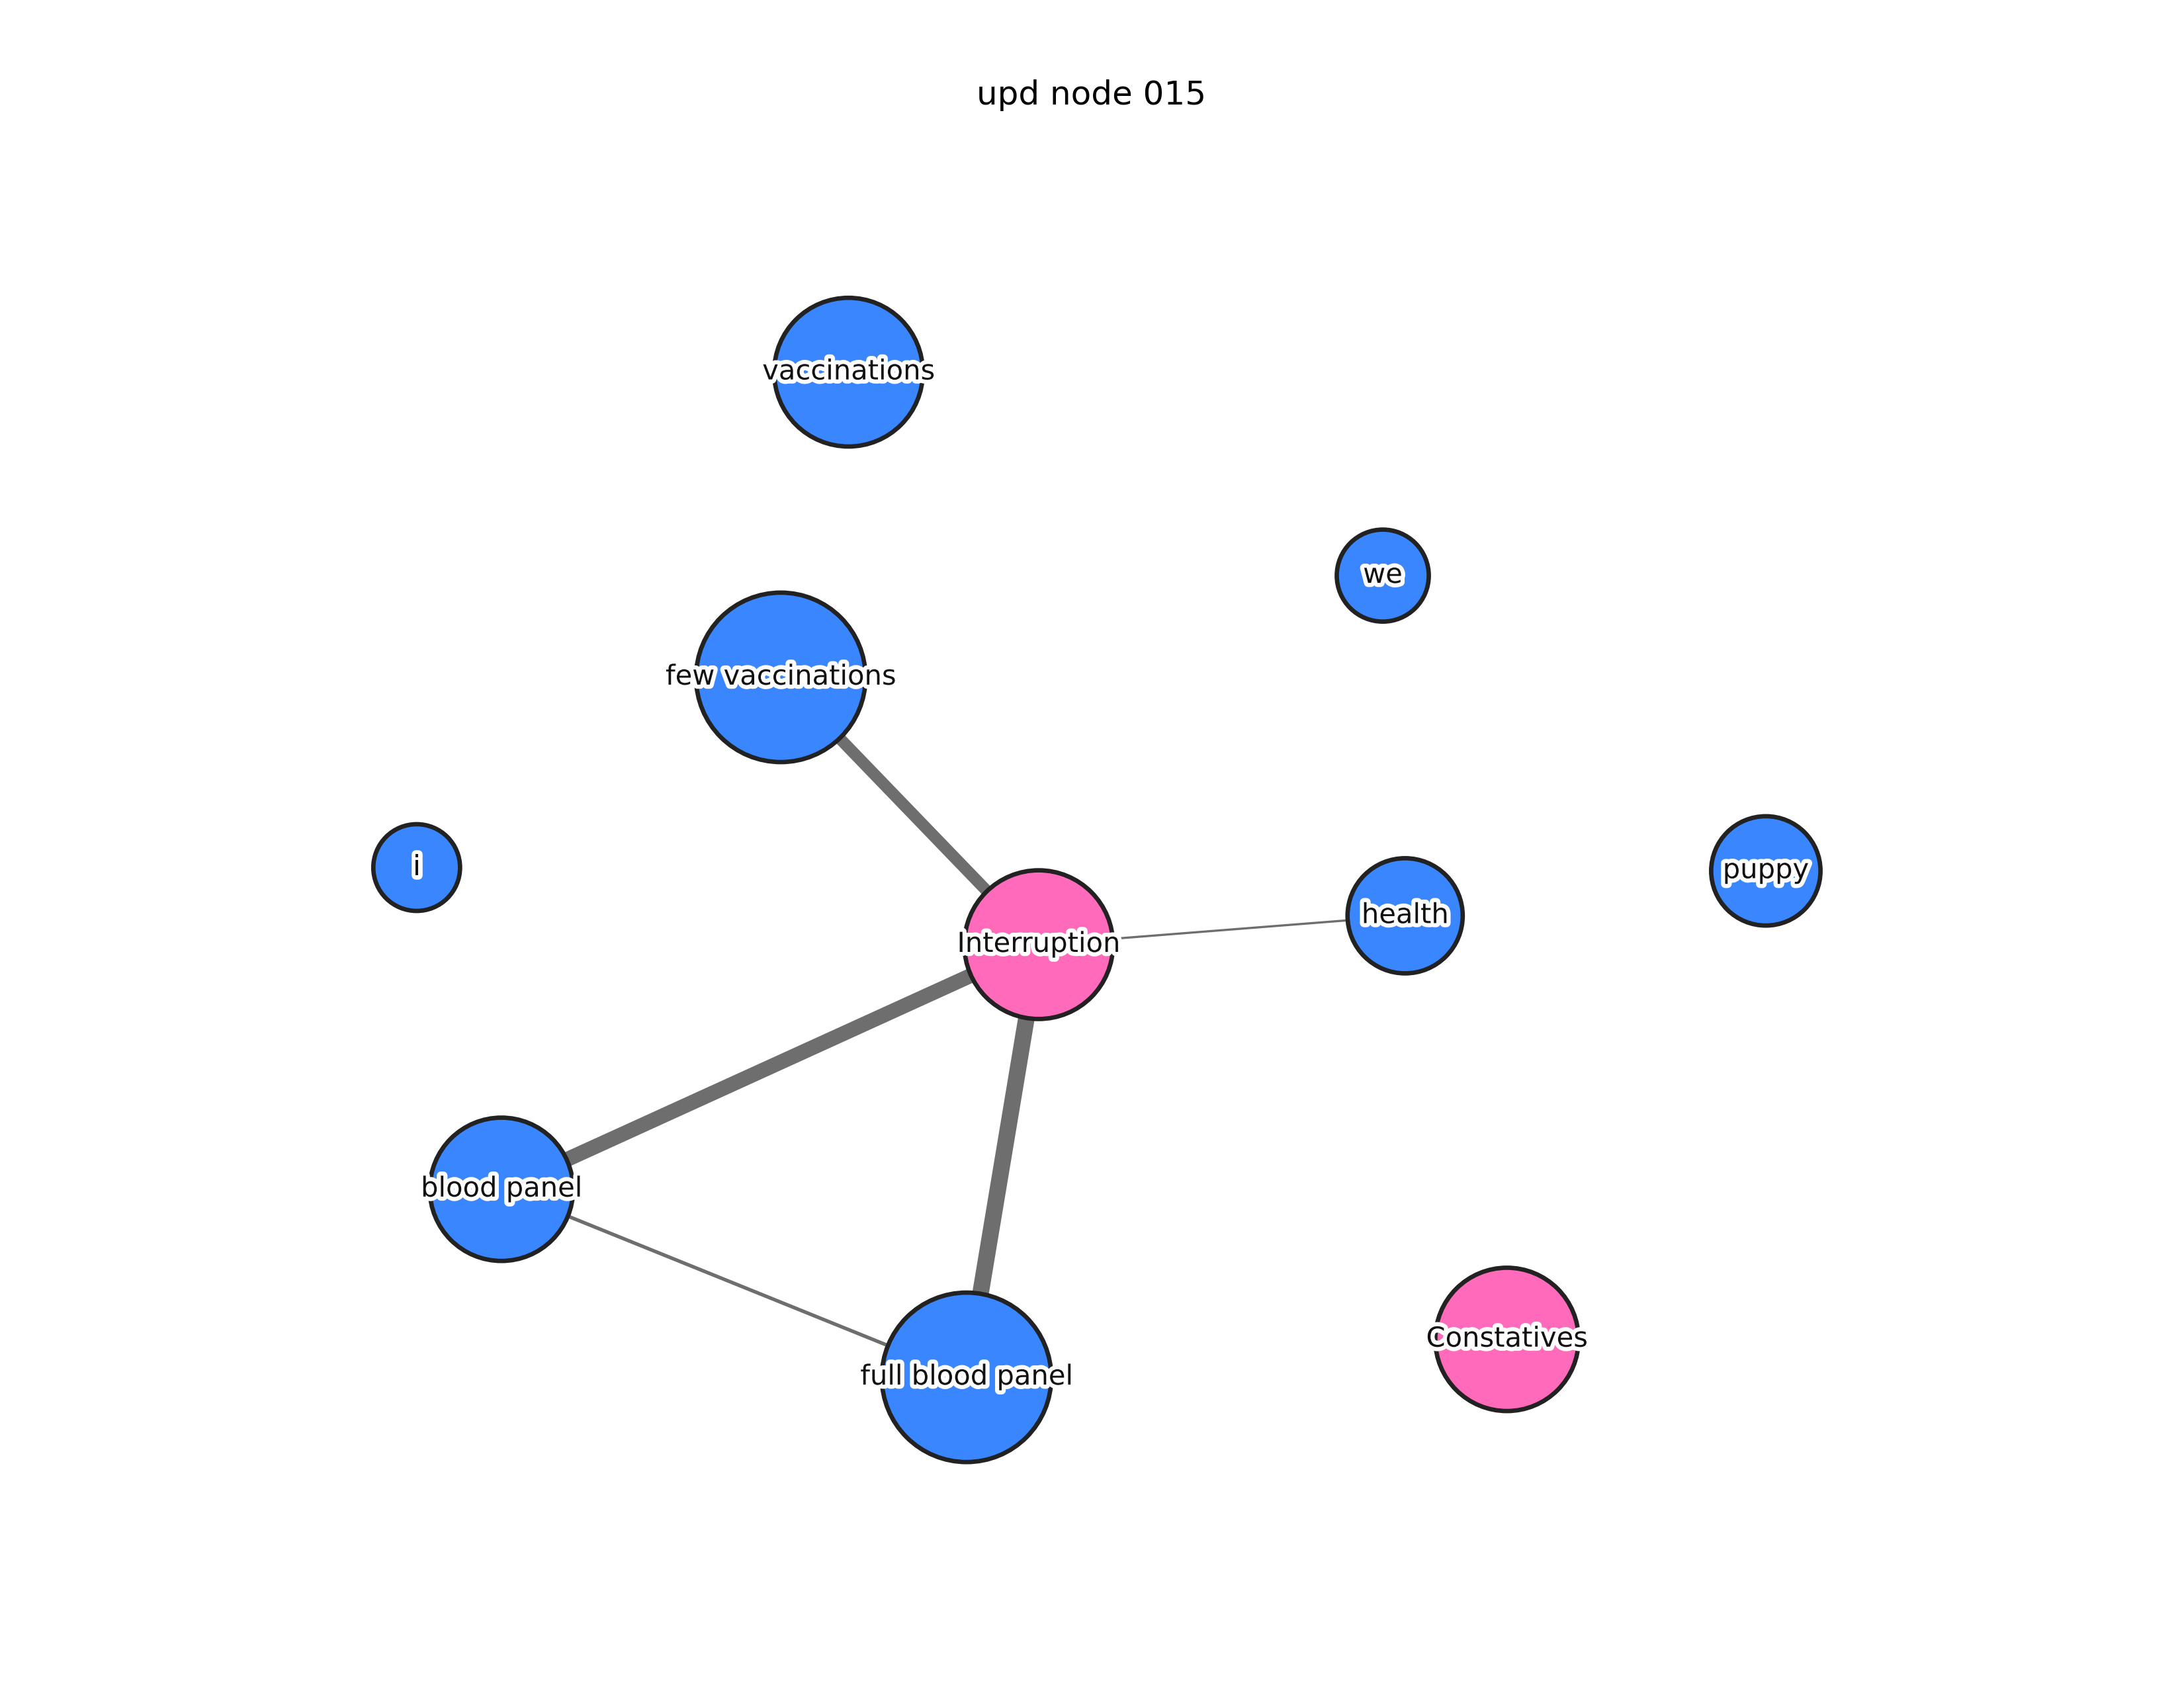 upd node 015
vaccinations
we
few vaccinations
i
puppy
health
Interruption
blood panel
Constatives
full blood panel